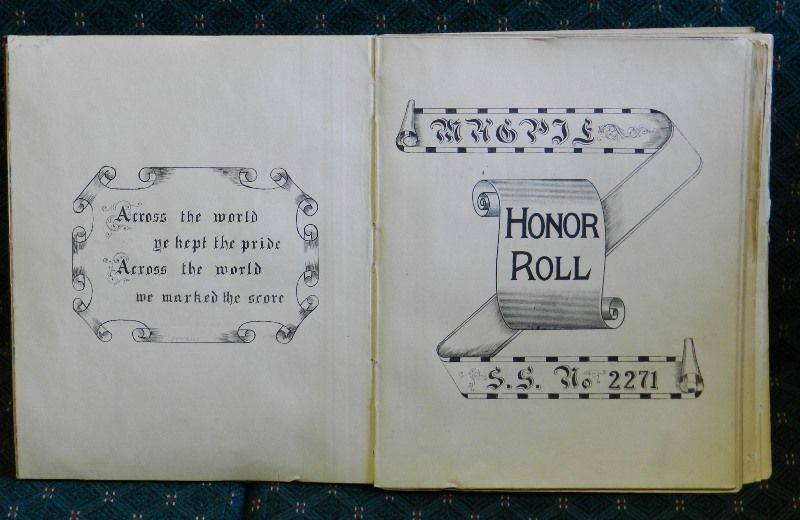 Across the world
ye kept the pride
Across the world
we marked the score
MAGPIE
HONOR
ROLL
S.S. No 2271